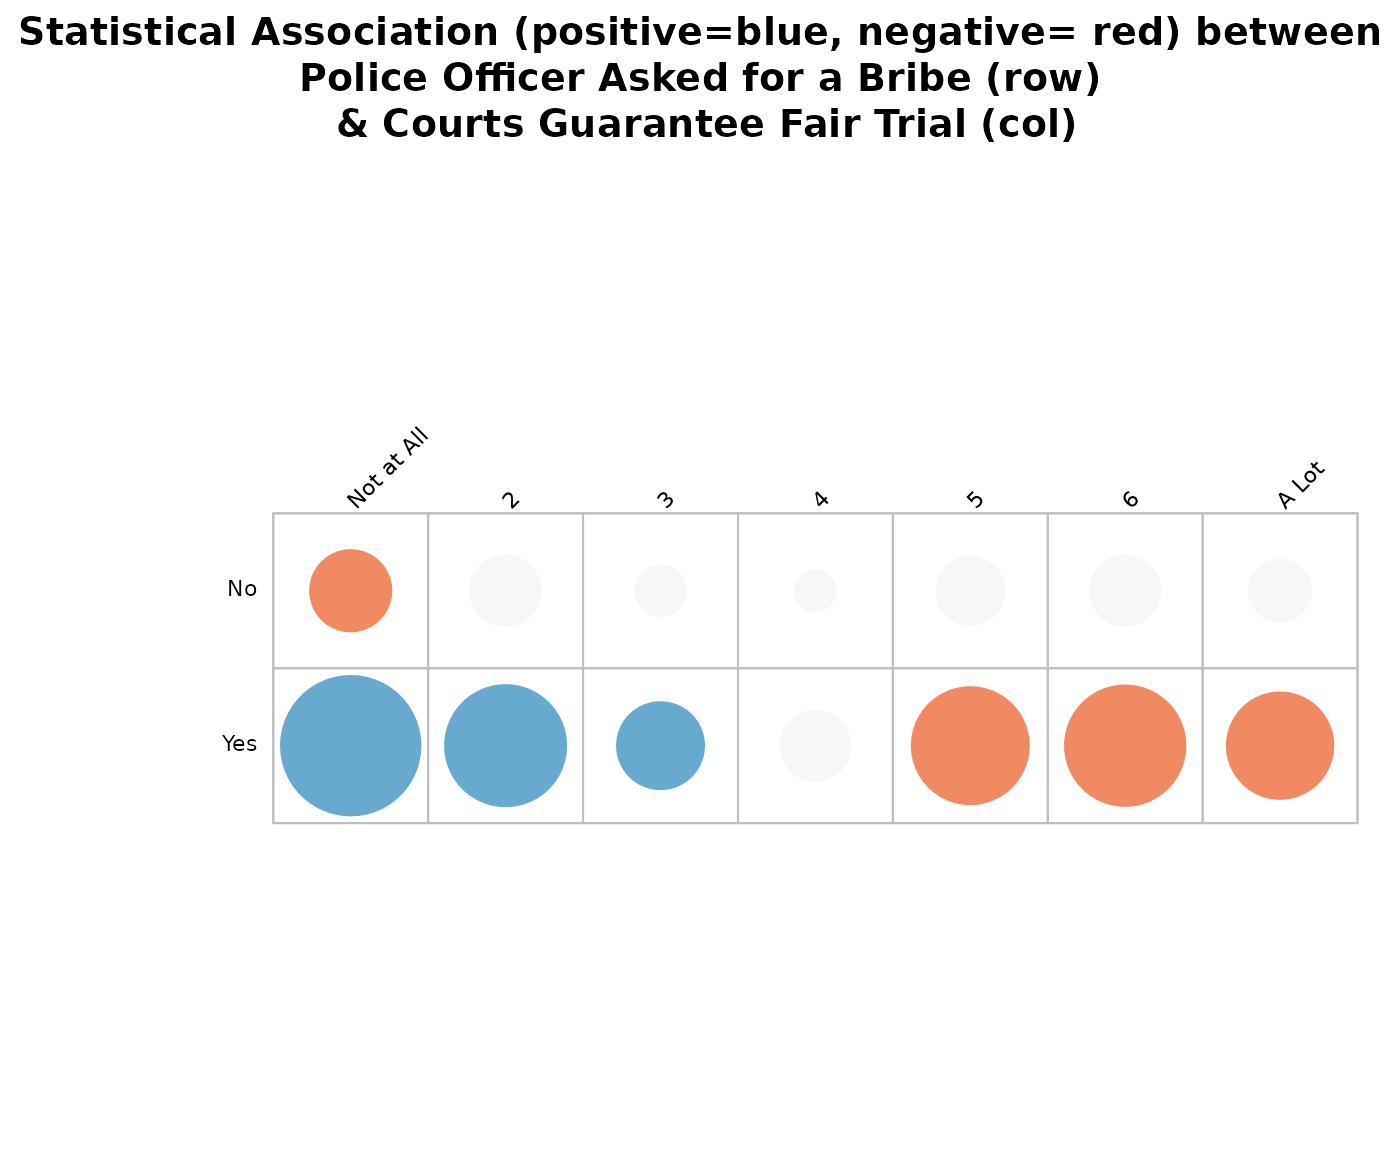 Statistical Association (positive=blue, negative= red) between
Police Officer Asked for a Bribe (row)
& Courts Guarantee Fair Trial (col)
Not at All
2
3
4
5
6
A Lot
No
Yes